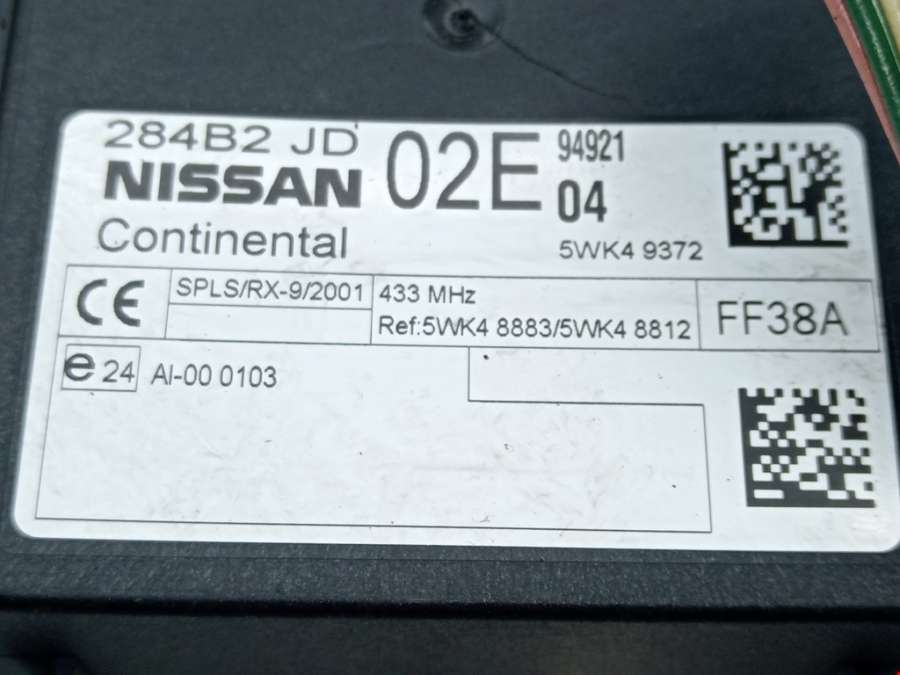 284B2 JD
NISSAN
02E
94921
04
Continental
5WK4 9372
CE
SPLS/RX-9/2001
433 MHz
Ref:5WK4 8883/5WK4 8812
FF38A
e 24
AI-00 0103